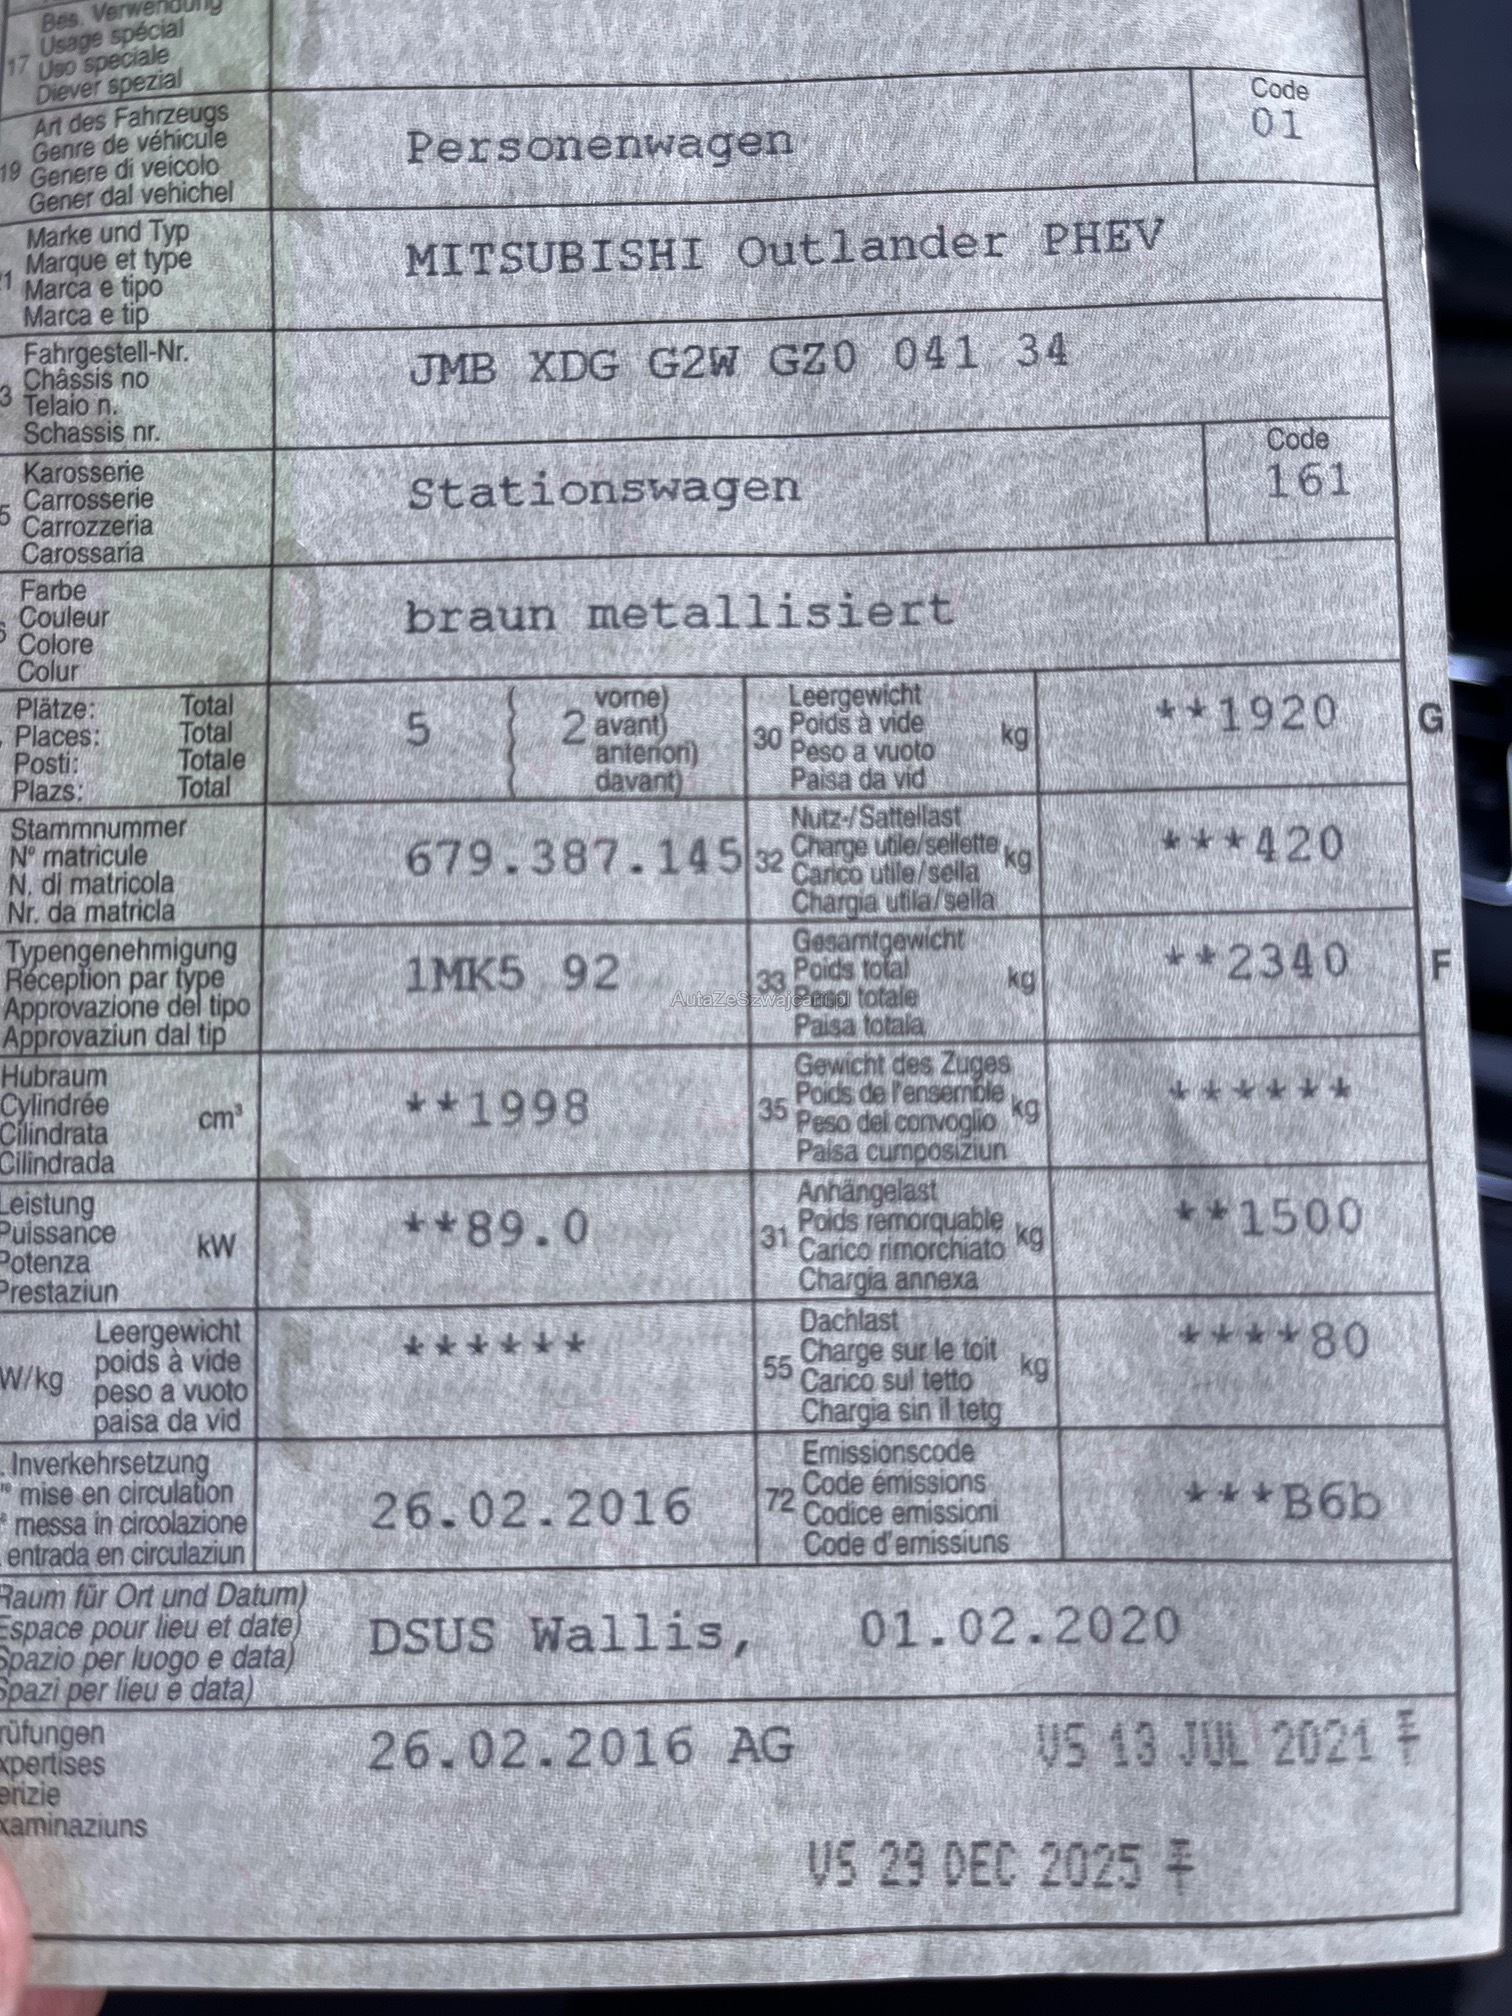 Bes. Verwendung
Usage spécial
17 Uso speciale
Diever spezial
Art des Fahrzeugs
Genre de véhicule
19 Genere di veicolo
Gener dal vehichel
Personenwagen
Code
01
Marke und Typ
Marque et type
1 Marca e tipo
Marca e tip
MITSUBISHI Outlander PHEV
Fahrgestell-Nr.
Châssis no
3 Telaio n.
Schassis nr.
JMB XDG G2W GZ0 041 34
Karosserie
5 Carrosserie
Carrozzeria
Carossaria
Stationswagen
Code
161
Farbe
Couleur
Colore
Colur
braun metallisiert
Plätze: Total
Places: Total
Posti: Totale
Plazs: Total
5 2 vorne)
avant)
anteriori)
davant)
Leergewicht
30 Poids à vide kg
Peso a vuoto
Paisa da vid
**1920
G
Stammnummer
N° matricule
N. di matricola
Nr. da matricla
679.387.145
Nutz-/Sattellast
32 Charge utile/sellette kg
Carico utile/sella
Chargia utila/sella
***420
Typengenehmigung
Réception par type
Approvazione del tipo
Approvaziun dal tip
1MK5 92
Gesamtgewicht
33 Poids total kg
Peso totale
Paisa totala
**2340
F
AutaZeSzwajcarii.pl
Hubraum
Cylindrée cm³
Cilindrata
Cilindrada
**1998
Gewicht des Zuges
35 Poids de l'ensemble kg
Peso del convoglio
Paisa cumposiziun
******
Leistung
Puissance kW
Potenza
Prestaziun
**89.0
Anhängelast
31 Poids remorquable kg
Carico rimorchiato
Chargia annexa
**1500
Leergewicht
poids à vide
W/kg peso a vuoto
paisa da vid
******
Dachlast
55 Charge sur le toit kg
Carico sul tetto
Chargia sin il tetg
****80
. Inverkehrsetzung
re mise en circulation
messa in circolazione
entrada en circulaziun
26.02.2016
Emissionscode
72 Code émissions
Codice emissioni
Code d'emissiuns
***B6b
Raum für Ort und Datum)
Espace pour lieu et date)
Spazio per luogo e data)
Spazi per lieu e data)
DSUS Wallis, 01.02.2020
rüfungen
xpertises
erizie
xaminaziuns
26.02.2016 AG
VS 13 JUL 2021
VS 29 DEC 2025